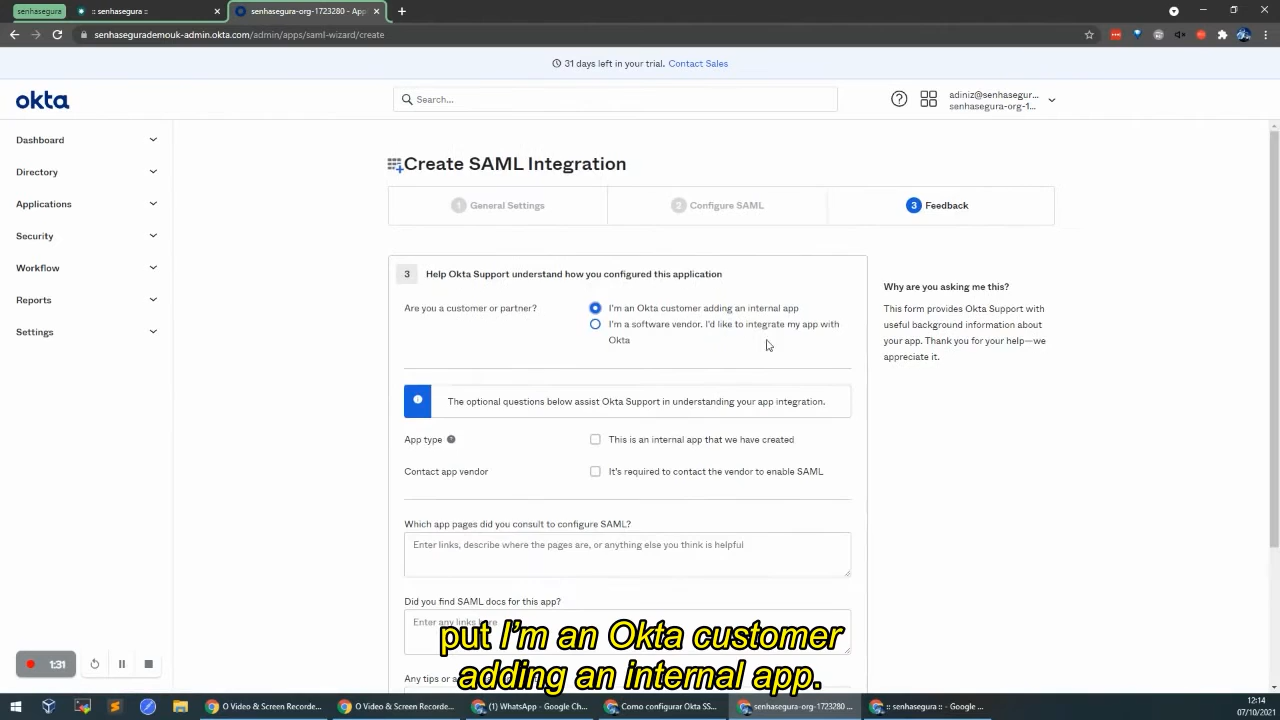 senhasegura
:: senhasegura ::
senhasegura-org-1723280 - App
senhasegurademouk-admin.okta.com/admin/apps/saml-wizard/create
31 days left in your trial. Contact Sales
okta
Search...
adiniz@senhasegur...
senhasegura-org-1...
Dashboard
Directory
Applications
Security
Workflow
Reports
Settings
Create SAML Integration
1 General Settings
2 Configure SAML
3 Feedback
3 Help Okta Support understand how you configured this application
Are you a customer or partner?
I'm an Okta customer adding an internal app
I'm a software vendor. I'd like to integrate my app with
Okta
Why are you asking me this?
This form provides Okta Support with
useful background information about
your app. Thank you for your help—we
appreciate it.
The optional questions below assist Okta Support in understanding your app integration.
App type
This is an internal app that we have created
Contact app vendor
It's required to contact the vendor to enable SAML
Which app pages did you consult to configure SAML?
Enter links, describe where the pages are, or anything else you think is helpful
Did you find SAML docs for this app?
Enter any links here
put I'm an Okta customer
adding an internal app.
1:31
O Video & Screen Recorde...
O Video & Screen Recorde...
(1) WhatsApp - Google Ch...
Como configurar Okta SS...
senhasegura-org-1723280 ...
:: senhasegura :: - Google ...
12:14
07/10/2021